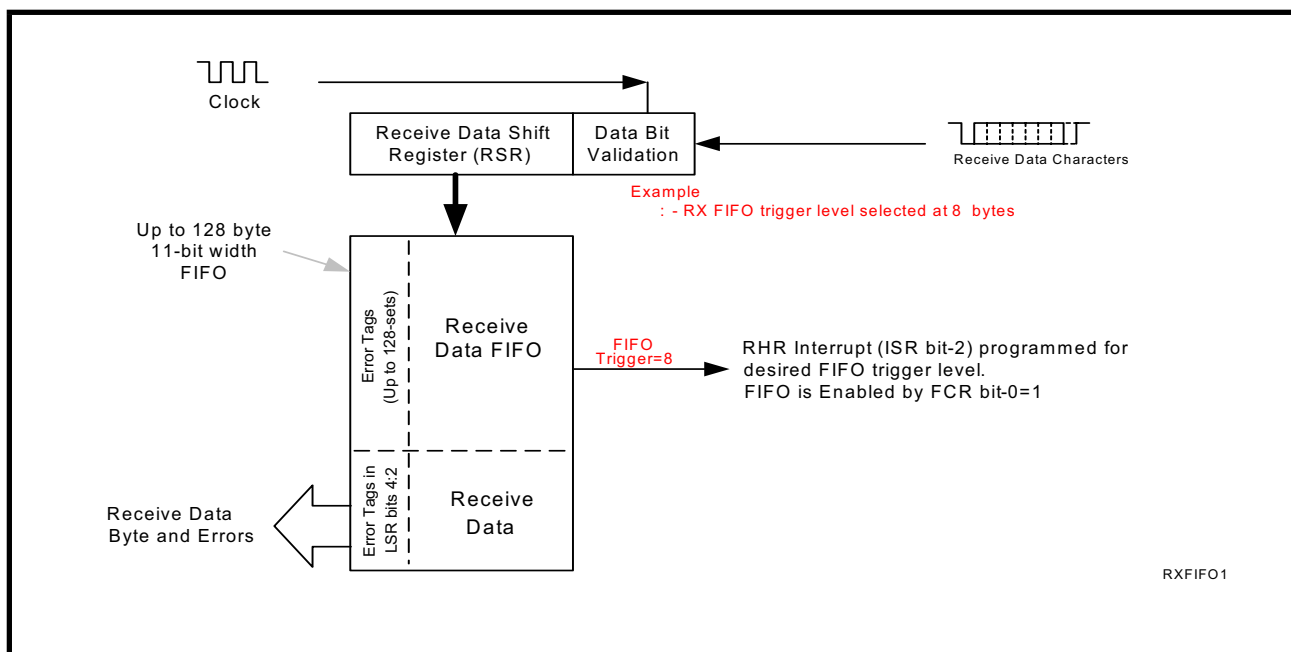 Clock
Receive Data Shift
Register (RSR)
Data Bit
Validation
Receive Data Characters
Example
: - RX FIFO trigger level selected at 8 bytes
Up to 128 byte
11-bit width
FIFO
Error Tags
(Up to 128-sets)
Receive
Data FIFO
FIFO
Trigger=8
RHR Interrupt (ISR bit-2) programmed for
desired FIFO trigger level.
FIFO is Enabled by FCR bit-0=1
Error Tags in
LSR bits 4:2
Receive
Data
Receive Data
Byte and Errors
RXFIFO1